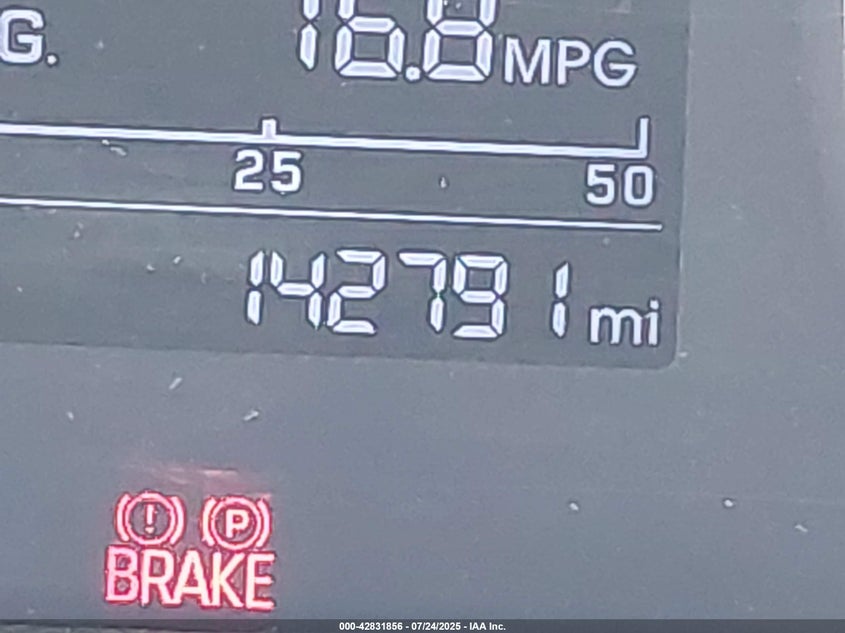 G. 16.8 MPG
25 50
142791 mi
(!) (P)
BRAKE
000-42831856 - 07/24/2025 - IAA Inc.